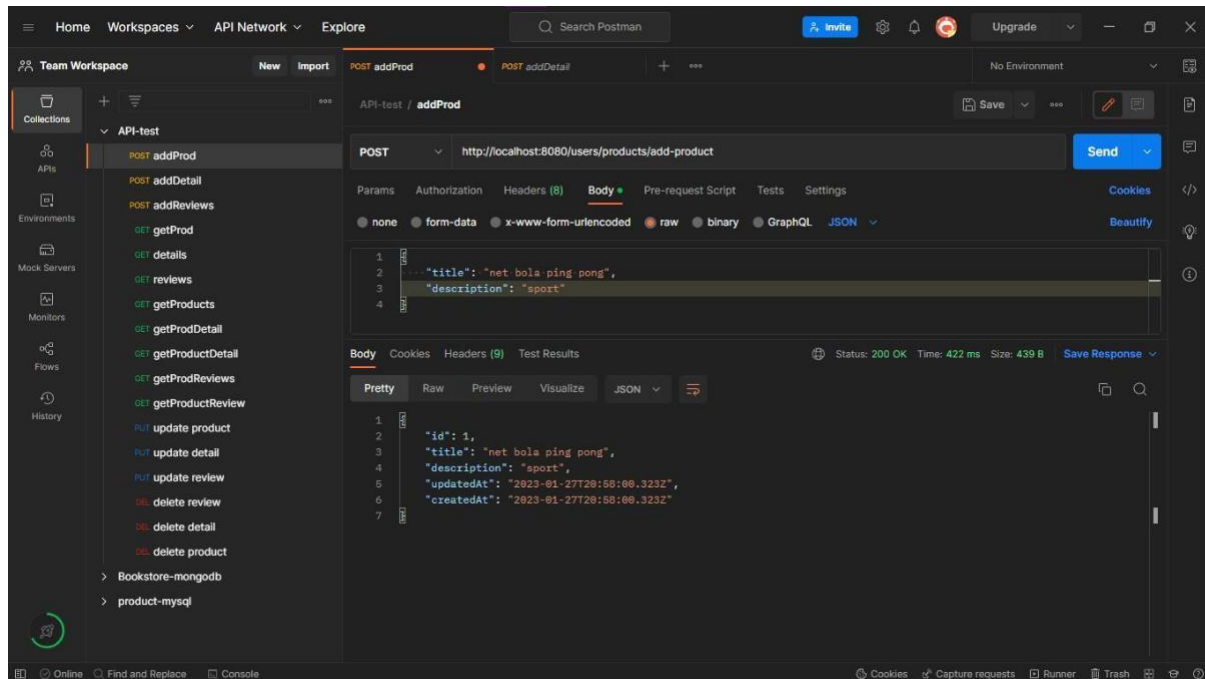 Home Workspaces API Network Explore Search Postman Invite Upgrade
Team Workspace New Import POST addProd POST addDetail No Environment
Collections
APIs
Environments
Mock Servers
Monitors
Flows
History
API-test
POST addProd
POST addDetail
POST addReviews
GET getProd
GET details
GET reviews
GET getProducts
GET getProdDetail
GET getProductDetail
GET getProdReviews
GET getProductReview
PUT update product
PUT update detail
PUT update review
DEL delete review
DEL delete detail
DEL delete product
Bookstore-mongodb
product-mysql
API-test / addProd Save
POST http://localhost:8080/users/products/add-product Send
Params Authorization Headers (8) Body Pre-request Script Tests Settings Cookies
none form-data x-www-form-urlencoded raw binary GraphQL JSON Beautify
1 {
2 "title": "net bola ping pong",
3 "description": "sport"
4 }
Body Cookies Headers (9) Test Results Status: 200 OK Time: 422 ms Size: 439 B Save Response
Pretty Raw Preview Visualize JSON
1 {
2 "id": 1,
3 "title": "net bola ping pong",
4 "description": "sport",
5 "updatedAt": "2023-01-27T20:58:00.323Z",
6 "createdAt": "2023-01-27T20:58:00.323Z"
7 }
Online Find and Replace Console Cookies Capture requests Runner Trash